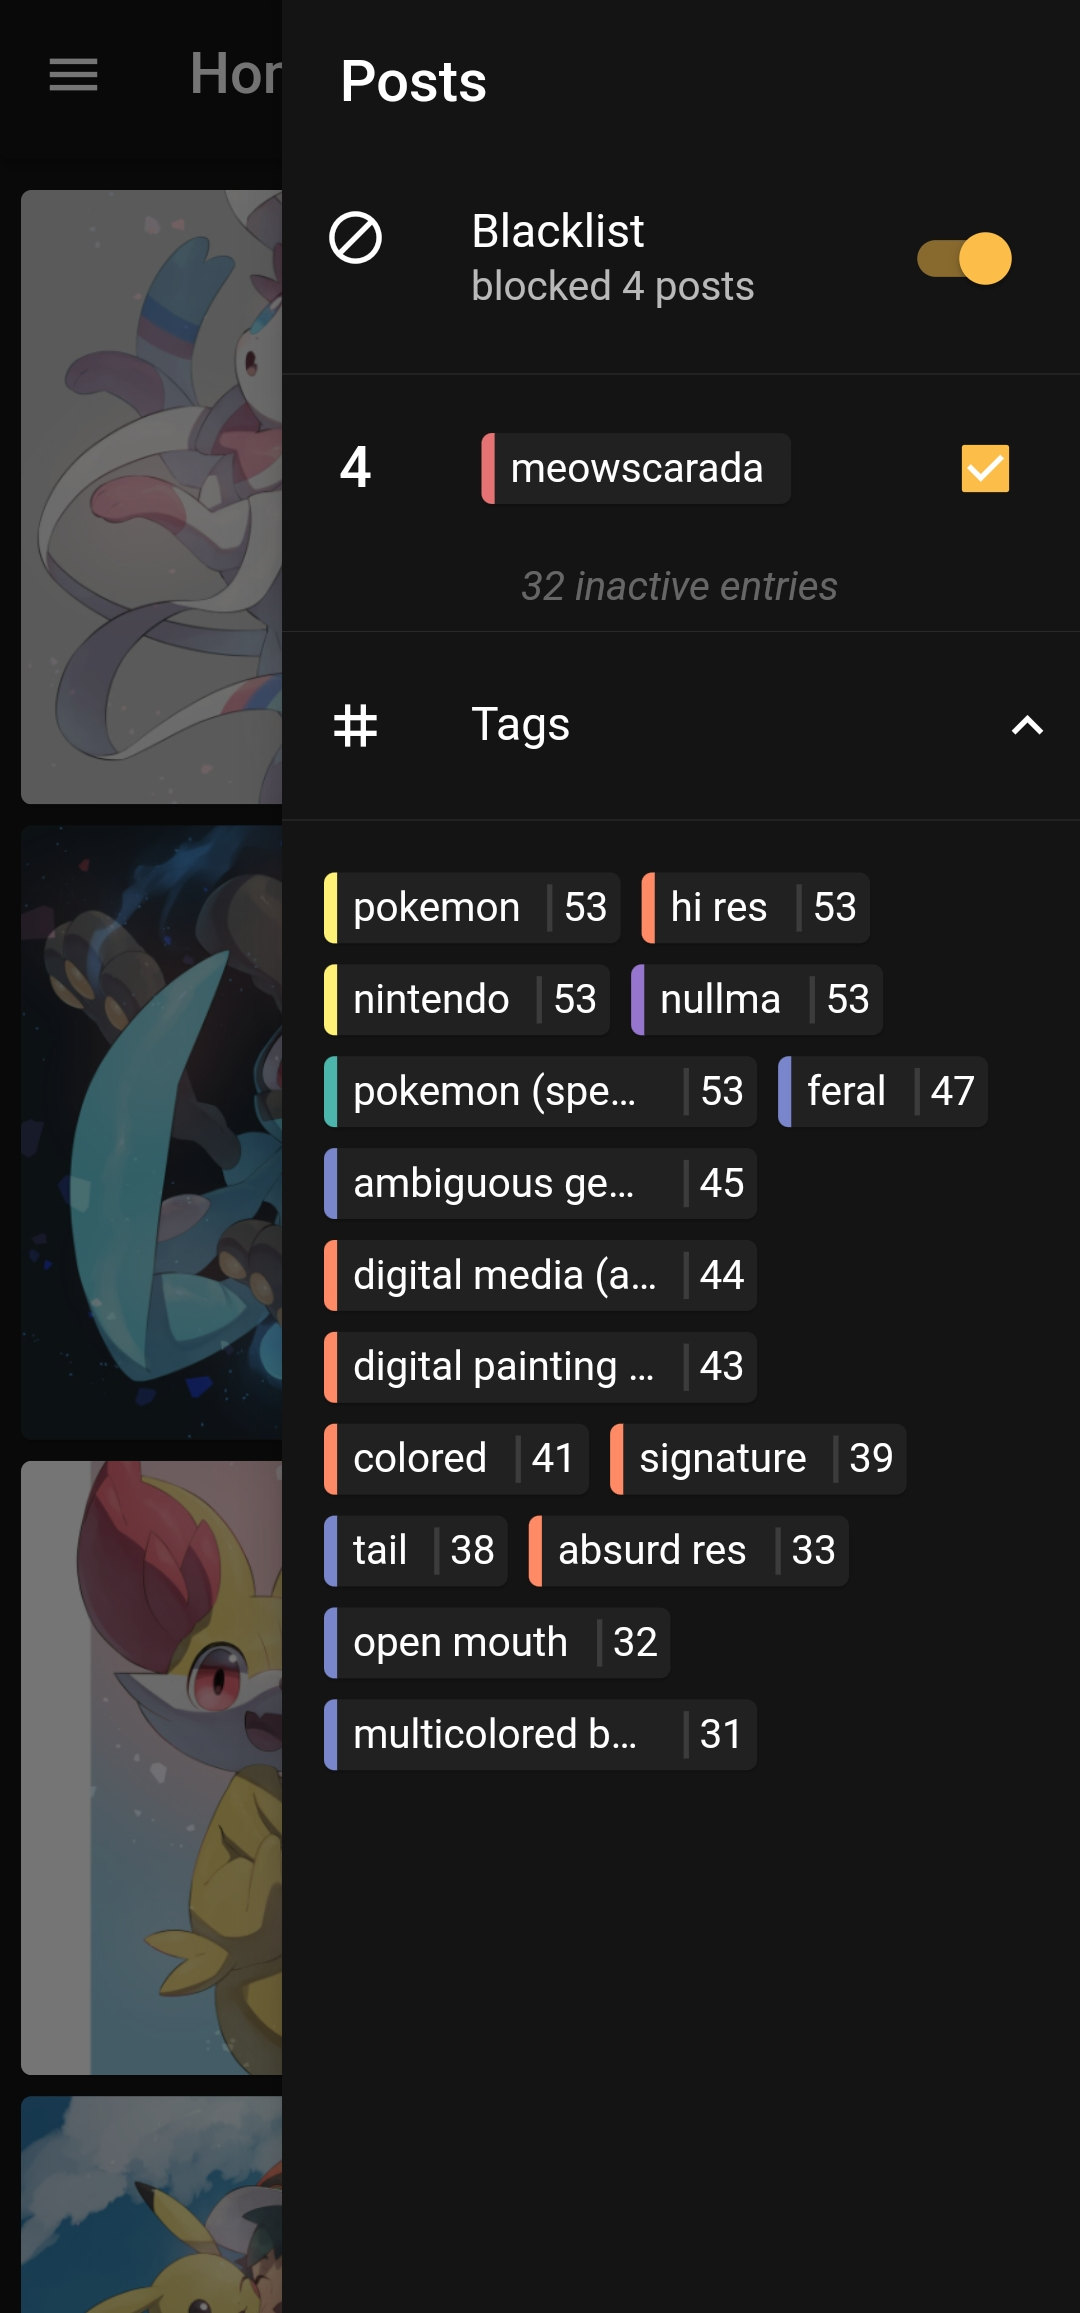 Hor
Posts
Blacklist
blocked 4 posts
4 meowscarada
32 inactive entries
Tags
pokemon 53 hi res 53
nintendo 53 nullma 53
pokemon (spe... 53 feral 47
ambiguous ge... 45
digital media (a... 44
digital painting ... 43
colored 41 signature 39
tail 38 absurd res 33
open mouth 32
multicolored b... 31